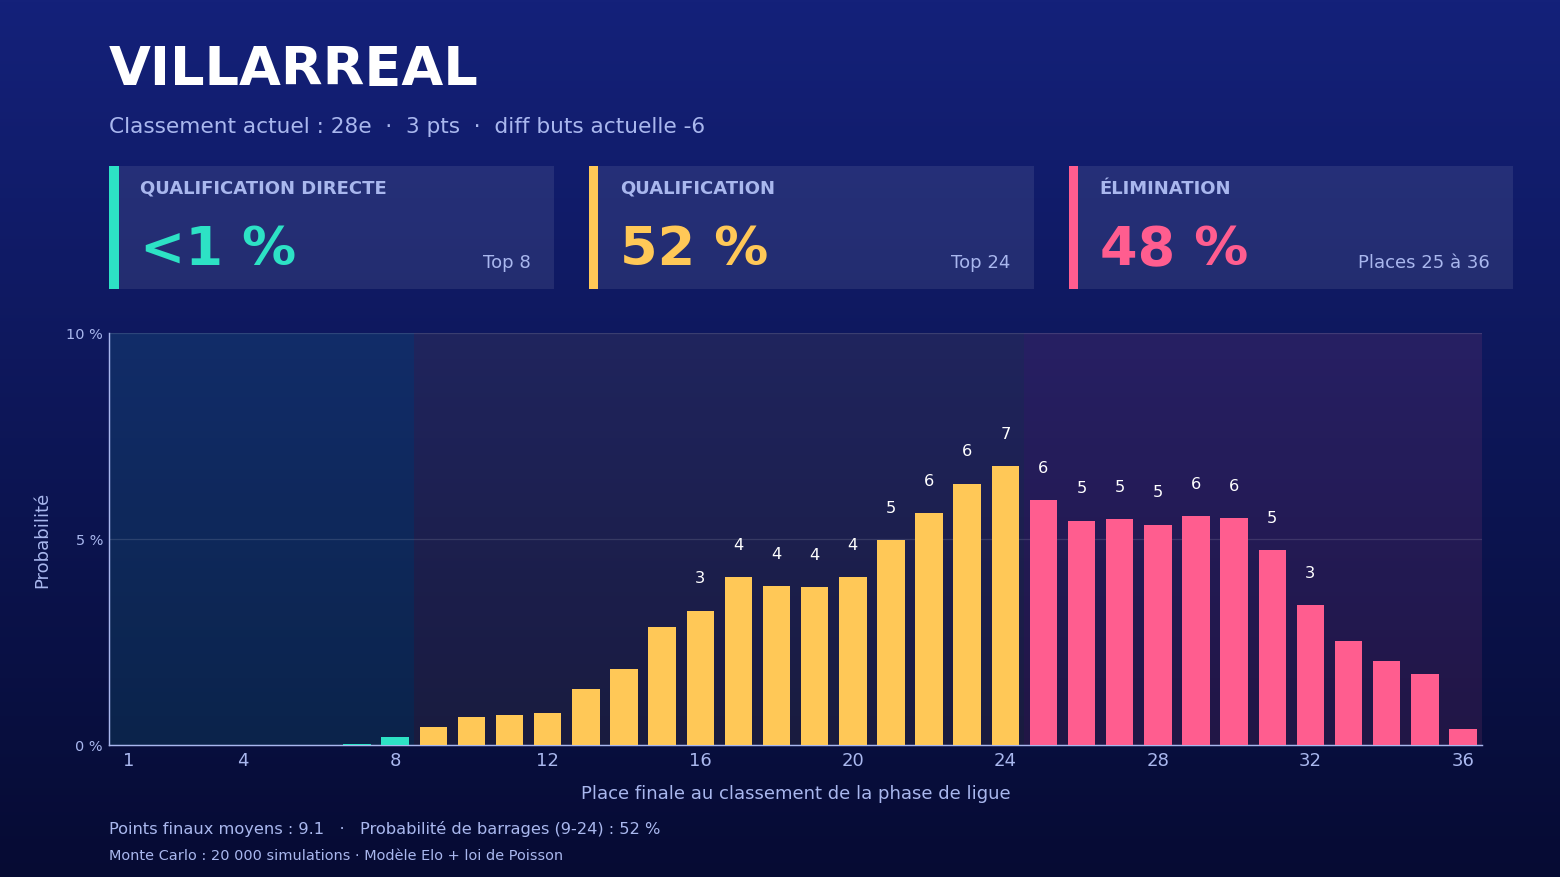 VILLARREAL
Classement actuel : 28e · 3 pts · diff buts actuelle -6
QUALIFICATION DIRECTE
<1 %
Top 8
QUALIFICATION
52 %
Top 24
ÉLIMINATION
48 %
Places 25 à 36
10 %
5 %
0 %
Probabilité
3 4 4 4 4 5 6 6 7 6 5 5 5 6 6 5 3
1 4 8 12 16 20 24 28 32 36
Place finale au classement de la phase de ligue
Points finaux moyens : 9.1 · Probabilité de barrages (9-24) : 52 %
Monte Carlo : 20 000 simulations · Modèle Elo + loi de Poisson